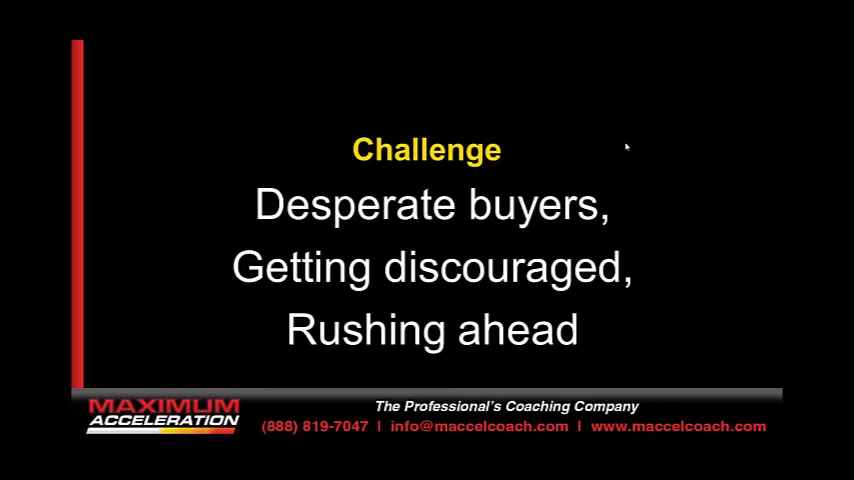 Challenge
Desperate buyers,
Getting discouraged,
Rushing ahead
MAXIMUM
ACCELERATION
The Professional's Coaching Company
(888) 819-7047 | info@maccelcoach.com | www.maccelcoach.com